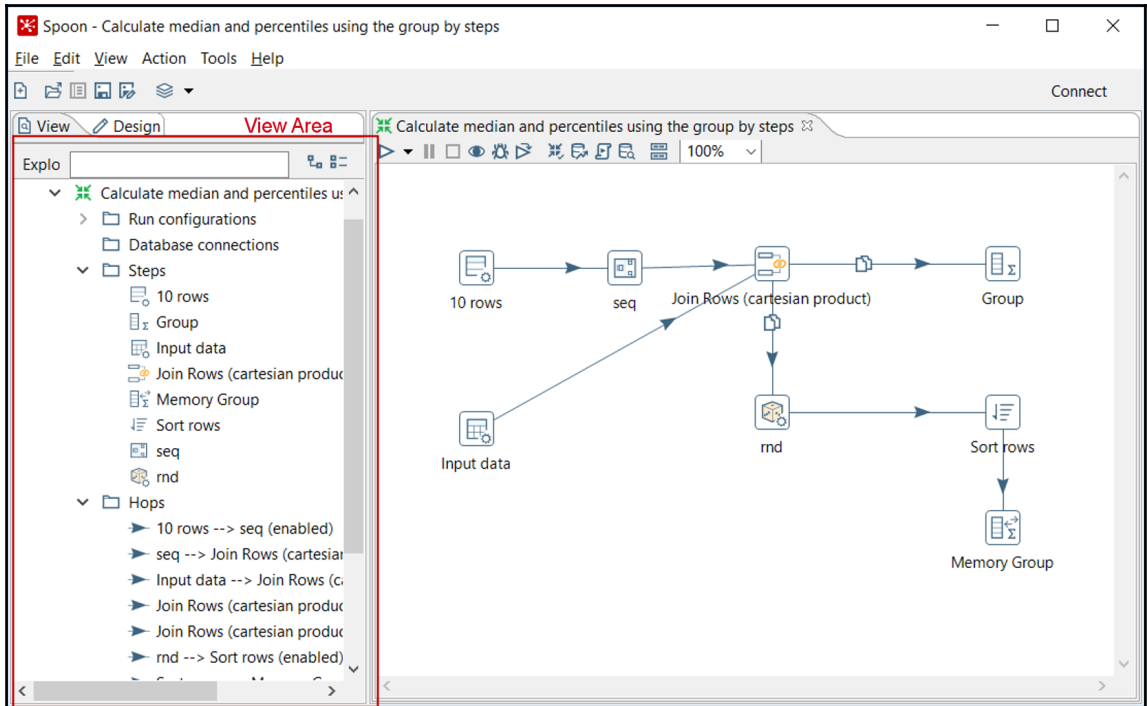 Spoon - Calculate median and percentiles using the group by steps
File Edit View Action Tools Help
Connect
View Design View Area
Calculate median and percentiles using the group by steps
Explo
100%
Calculate median and percentiles us
Run configurations
Database connections
Steps
10 rows
Group
Input data
Join Rows (cartesian produc
Memory Group
Sort rows
seq
rnd
Hops
10 rows --> seq (enabled)
seq --> Join Rows (cartesian
Input data --> Join Rows (ca
Join Rows (cartesian produc
Join Rows (cartesian produc
rnd --> Sort rows (enabled)
10 rows
seq
Join Rows (cartesian product)
Group
Input data
rnd
Sort rows
Memory Group